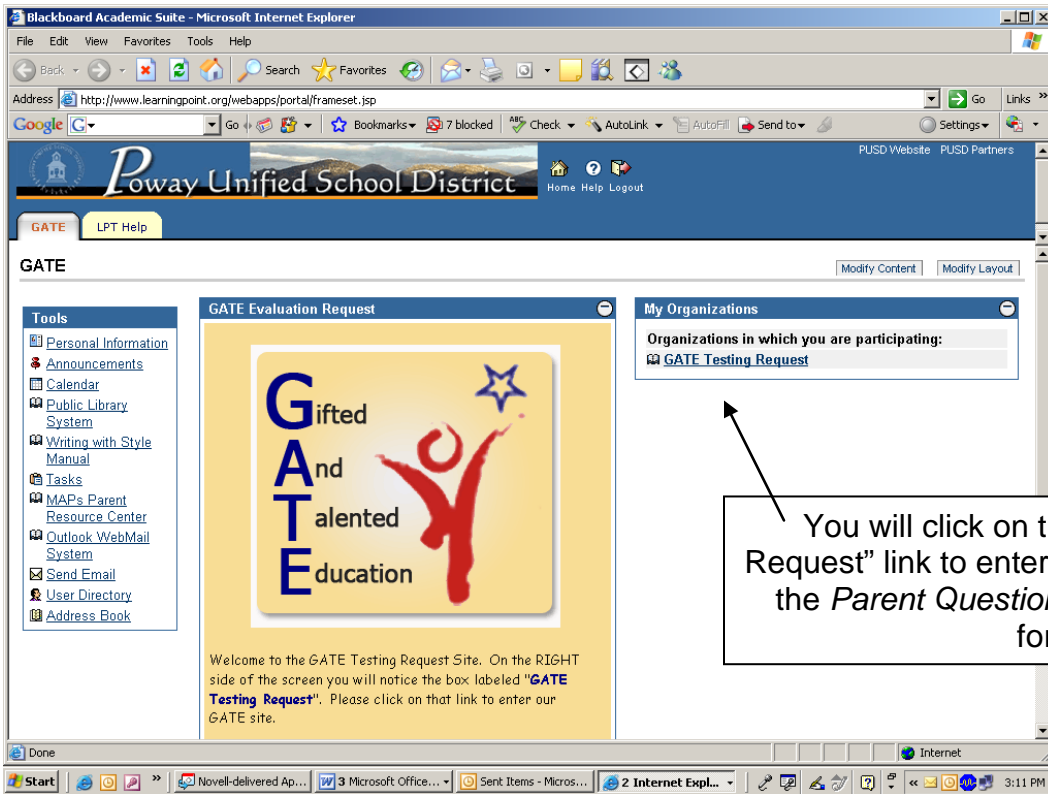 Blackboard Academic Suite - Microsoft Internet Explorer
File Edit View Favorites Tools Help
Back Search Favorites
Address http://www.learningpoint.org/webapps/portal/frameset.jsp Go Links »
Google G Go Bookmarks 7 blocked ABC Check AutoLink AutoFill Send to Settings
PUSD Website PUSD Partners
Poway Unified School District
Home Help Logout
GATE LPT Help
GATE
Modify Content Modify Layout
Tools
Personal Information
Announcements
Calendar
Public Library
System
Writing with Style
Manual
Tasks
MAPs Parent
Resource Center
Outlook WebMail
System
Send Email
User Directory
Address Book
GATE Evaluation Request
Gifted
And
Talented
Education
Welcome to the GATE Testing Request Site. On the RIGHT
side of the screen you will notice the box labeled "GATE
Testing Request". Please click on that link to enter our
GATE site.
My Organizations
Organizations in which you are participating:
GATE Testing Request
You will click on t
Request” link to enter
the Parent Question
for
Done Internet
Start » Novell-delivered Ap... 3 Microsoft Office... Sent Items - Micros... 2 Internet Expl... « 3:11 PM